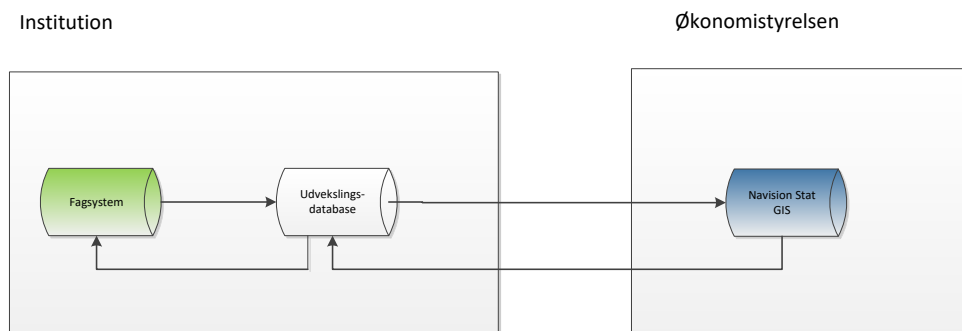 Institution
Økonomistyrelsen
Fagsystem
Udvekslings-
database
Navision Stat
GIS